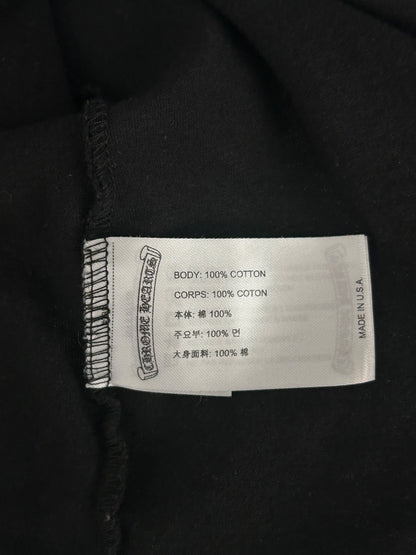 CHROME HEARTS
BODY: 100% COTTON
CORPS: 100% COTON
本体: 棉 100%
주요부: 100% 면
大身面料: 100% 棉
MADE IN U.S.A.